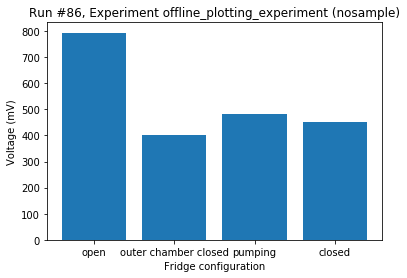 Run #86, Experiment offline_plotting_experiment (nosample)
800
700
600
500
400
300
200
100
0
Voltage (mV)
open
outer chamber closed
pumping
closed
Fridge configuration